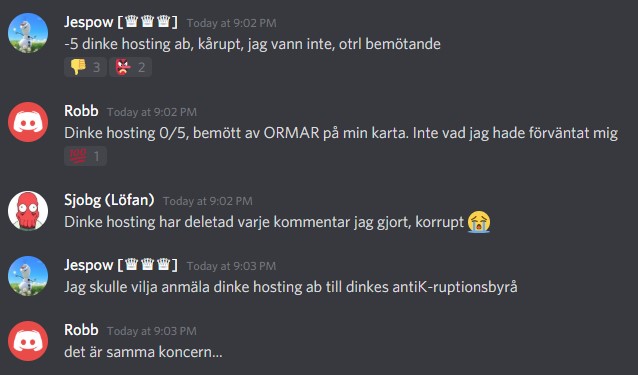 Jespow [♕♕♕] Today at 9:02 PM
-5 dinke hosting ab, kårupt, jag vann inte, otrl bemötande
3 2
Robb Today at 9:02 PM
Dinke hosting 0/5, bemött av ORMAR på min karta. Inte vad jag hade förväntat mig
💯 1
Sjobg (Löfan) Today at 9:02 PM
Dinke hosting har deletad varje kommentar jag gjort, korrupt 😭
Jespow [♕♕♕] Today at 9:03 PM
Jag skulle vilja anmäla dinke hosting ab till dinkes antiK-ruptionsbyrå
Robb Today at 9:03 PM
det är samma koncern...